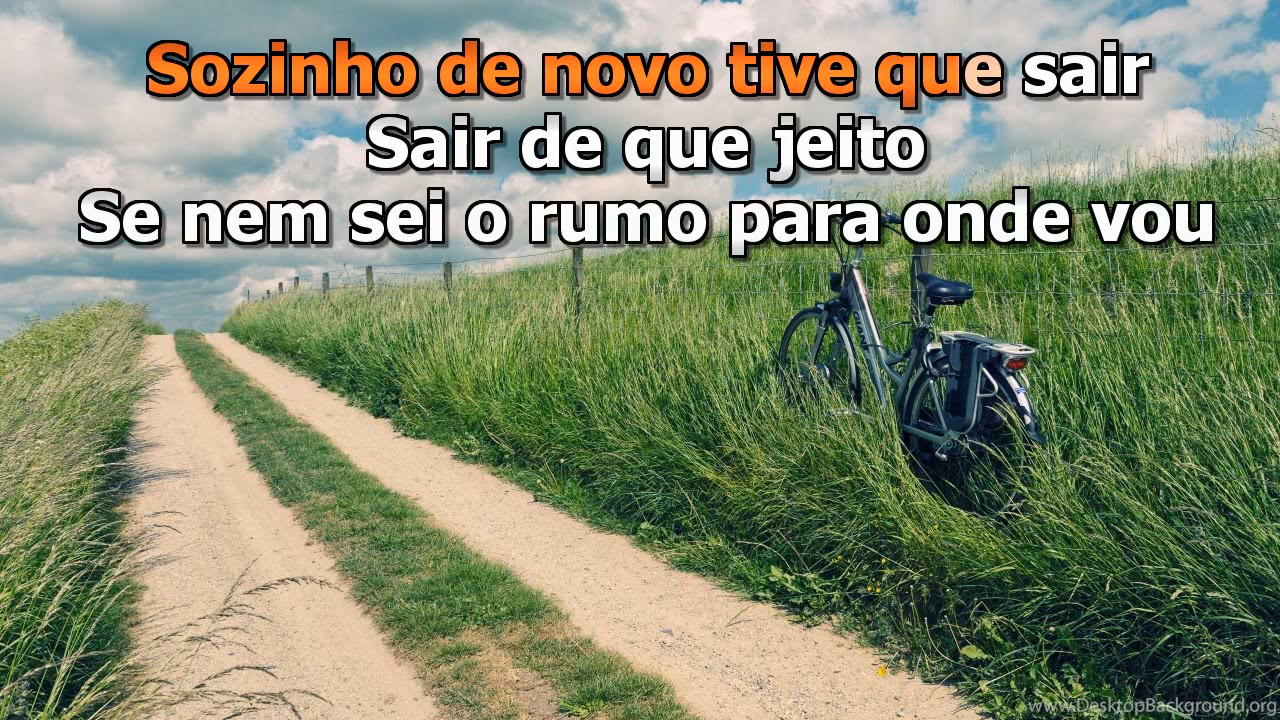 Sozinho de novo tive que sair
Sair de que jeito
Se nem sei o rumo para onde vou
www.DesktopBackground.org